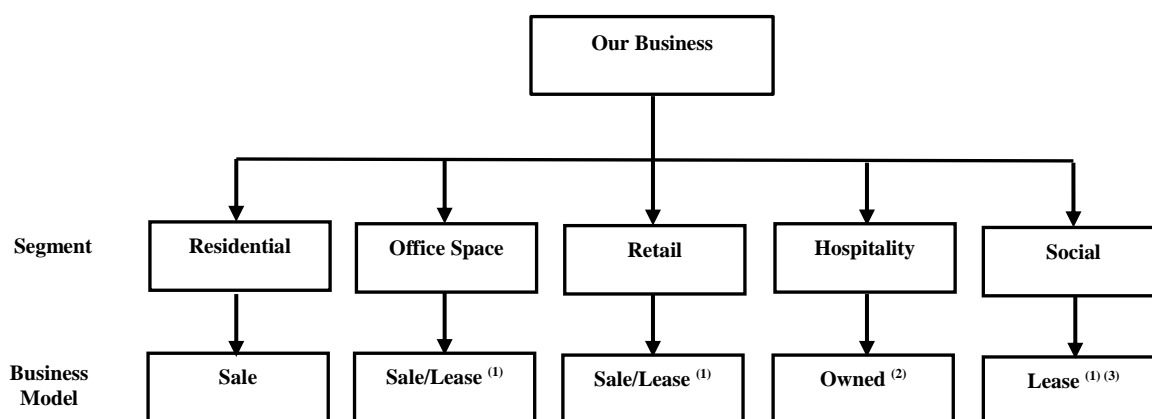 Our Business
Segment Residential Office Space Retail Hospitality Social
Business Model Sale Sale/Lease (1) Sale/Lease (1) Owned (2) Lease (1) (3)